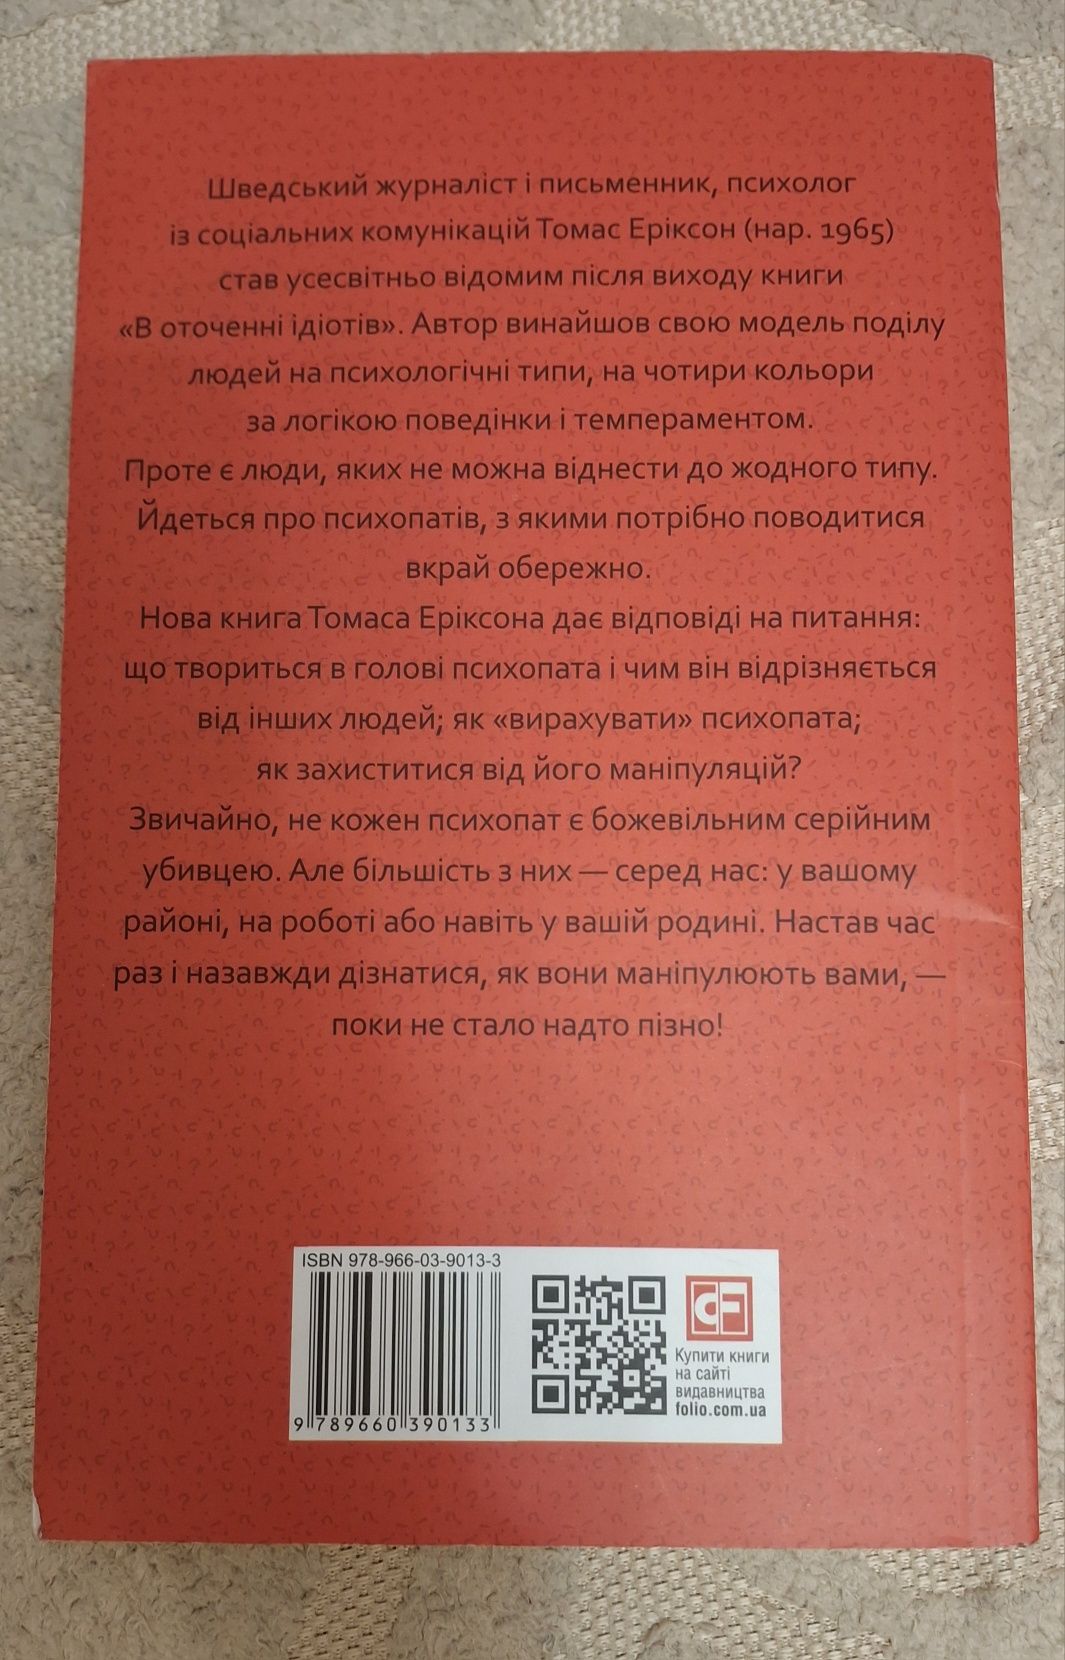 Шведський журналіст і письменник, психолог
із соціальних комунікацій Томас Еріксон (нар. 1965)
став усесвітньо відомим після виходу книги
«В оточенні ідіотів». Автор винайшов свою модель поділу
людей на психологічні типи, на чотири кольори
за логікою поведінки і темпераментом.
Проте є люди, яких не можна віднести до жодного типу.
Йдеться про психопатів, з якими потрібно поводитися
вкрай обережно.
Нова книга Томаса Еріксона дає відповіді на питання:
що твориться в голові психопата і чим він відрізняється
від інших людей; як «вирахувати» психопата;
як захиститися від його маніпуляцій?
Звичайно, не кожен психопат є божевільним серійним
убивцею. Але більшість з них — серед нас: у вашому
районі, на роботі або навіть у вашій родині. Настав час
раз і назавжди дізнатися, як вони маніпулюють вами, —
поки не стало надто пізно!
ISBN 978-966-03-9013-3
9 789660 390133
CF
Купити книги
на сайті
видавництва
folio.com.ua